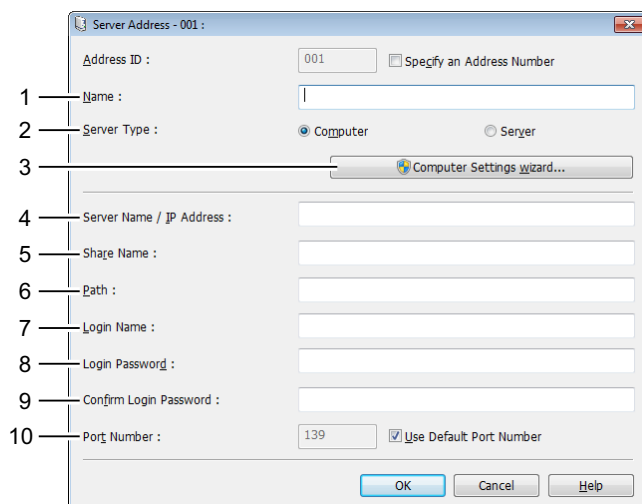 Server Address - 001 :
Address ID : 001 Specify an Address Number
1 Name :
2 Server Type : Computer Server
3 Computer Settings wizard...
4 Server Name / IP Address :
5 Share Name :
6 Path :
7 Login Name :
8 Login Password :
9 Confirm Login Password :
10 Port Number : 139 Use Default Port Number
OK Cancel Help